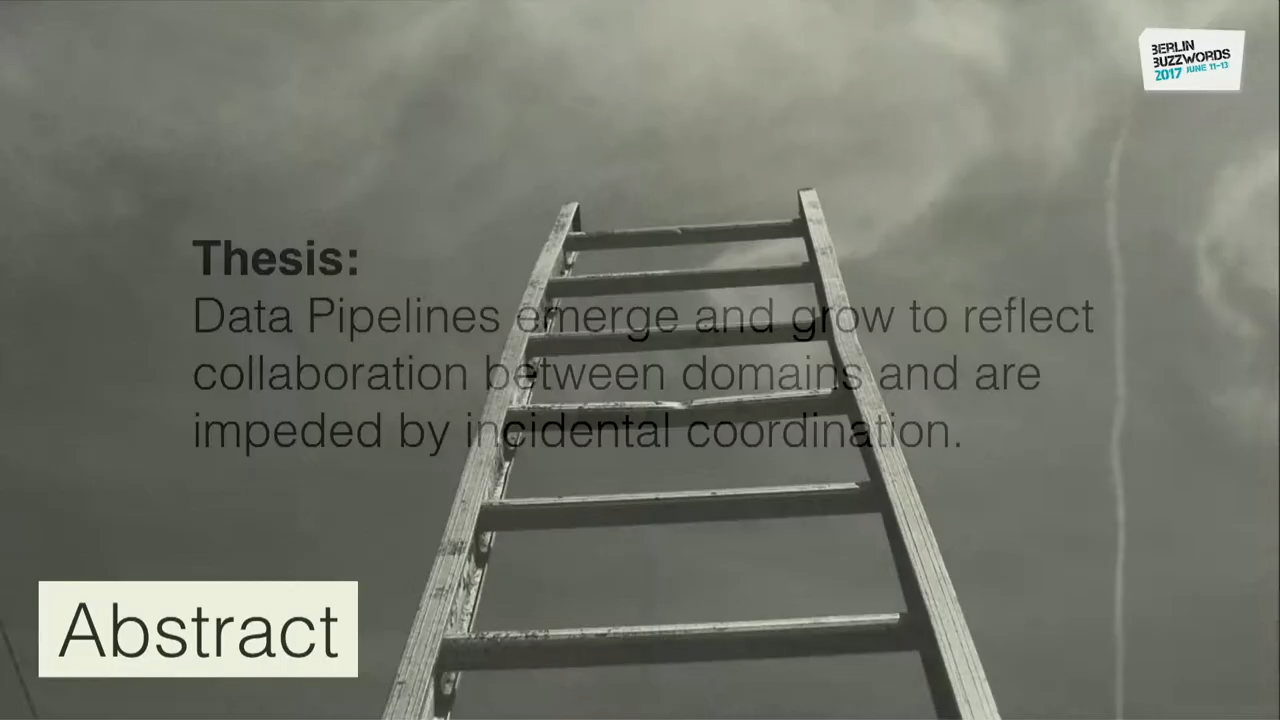 BERLIN
BUZZWORDS
2017 JUNE 11-13
Thesis:
Data Pipelines emerge and grow to reflect
collaboration between domains and are
impeded by incidental coordination.
Abstract